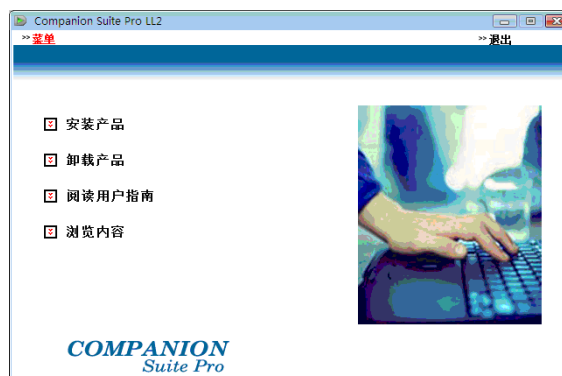 Companion Suite Pro LL2
>> 菜单
>> 退出
安装产品
卸载产品
阅读用户指南
浏览内容
COMPANION
Suite Pro